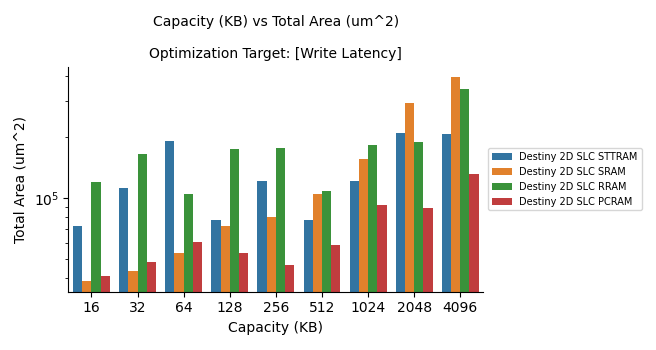 Capacity (KB) vs Total Area (um^2)
Optimization Target: [Write Latency]
Total Area (um^2)
10^5
16 32 64 128 256 512 1024 2048 4096
Capacity (KB)
Destiny 2D SLC STTRAM
Destiny 2D SLC SRAM
Destiny 2D SLC RRAM
Destiny 2D SLC PCRAM